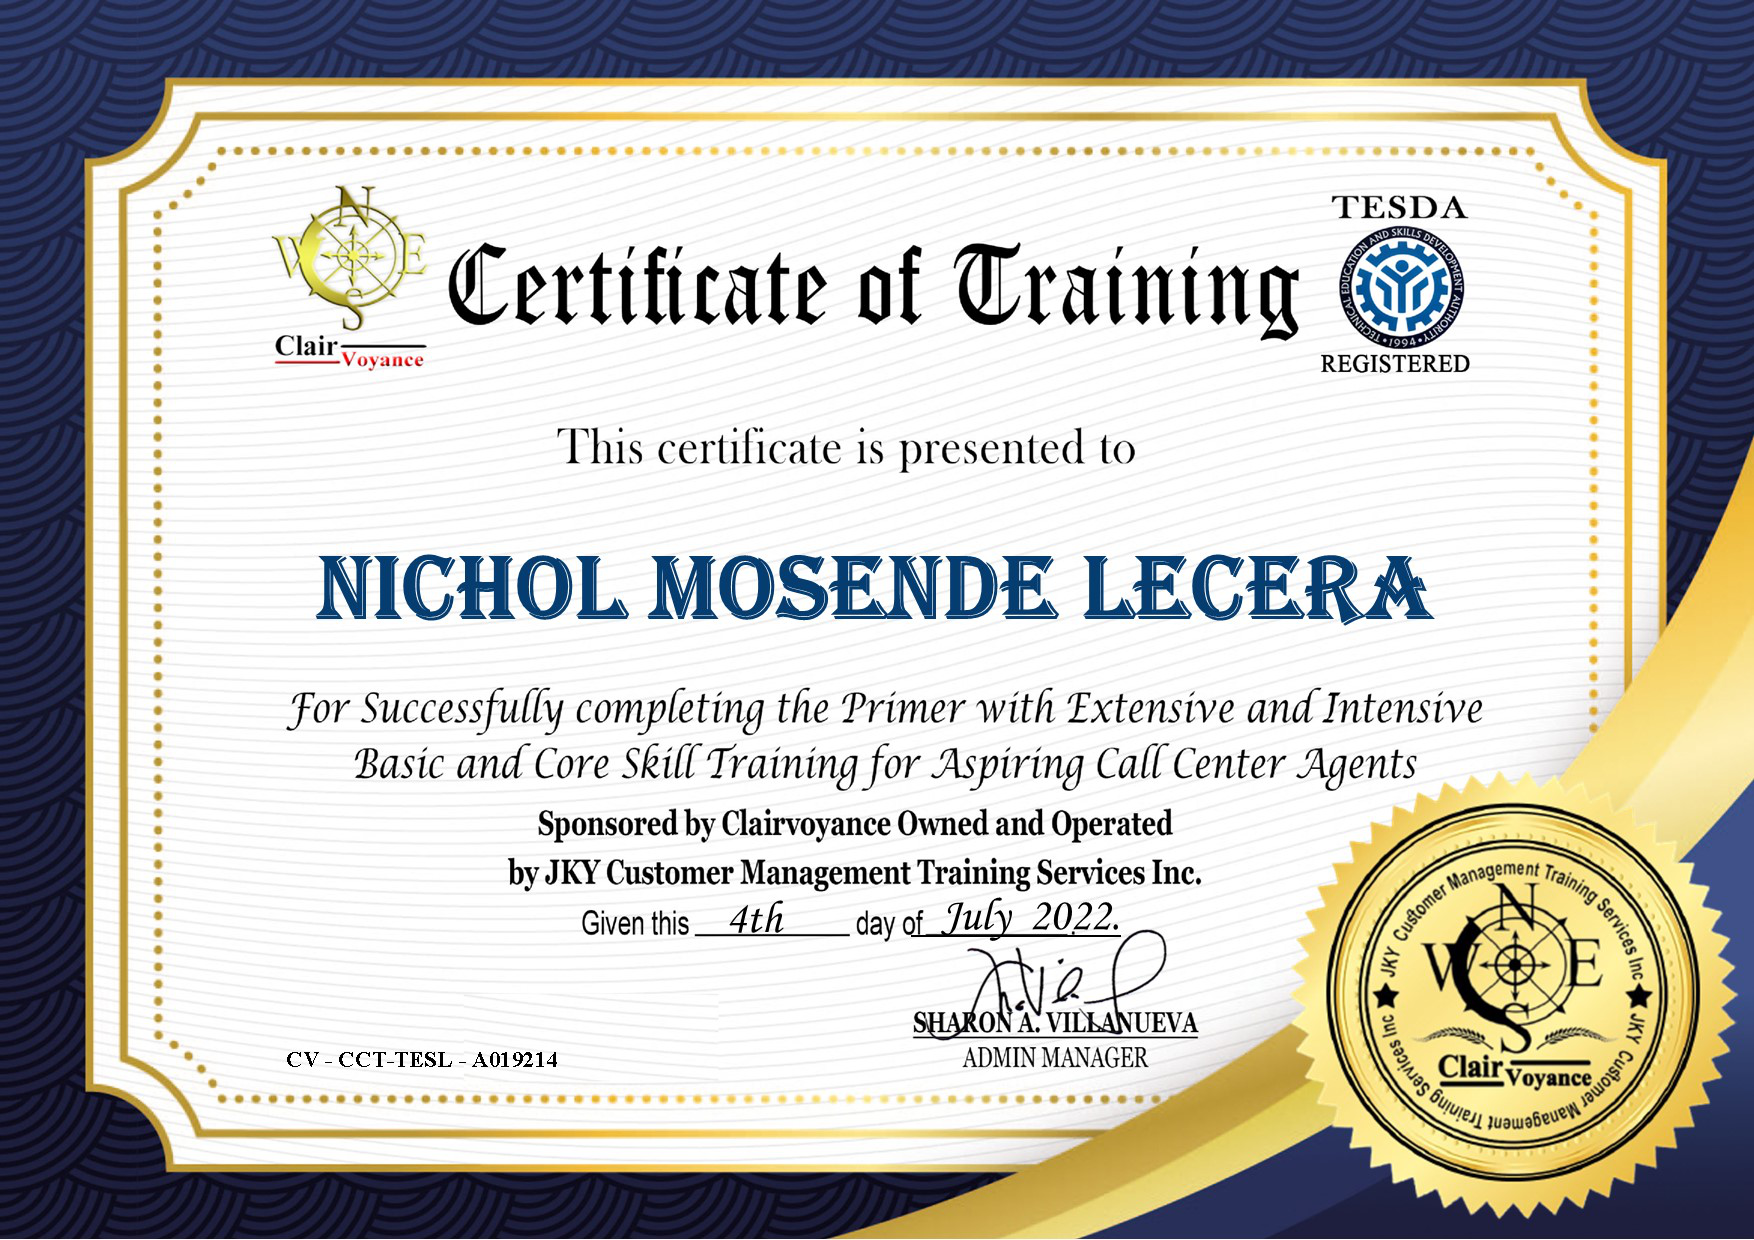 N
W E
S
Clair
Voyance
Certificate of Training
TESDA
TECHNICAL EDUCATION AND SKILLS DEVELOPMENT AUTHORITY
• 1994 •
REGISTERED
This certificate is presented to
NICHOL MOSENDE LECERA
For Successfully completing the Primer with Extensive and Intensive
Basic and Core Skill Training for Aspiring Call Center Agents
Sponsored by Clairvoyance Owned and Operated
by JKY Customer Management Training Services Inc.
Given this 4th day of July 2022.
SHARON A. VILLANUEVA
ADMIN MANAGER
CV - CCT-TESL - A019214
JKY Customer Management Training Services Inc
N
W E
S
Clair
Voyance
JKY Customer Management Training Services Inc